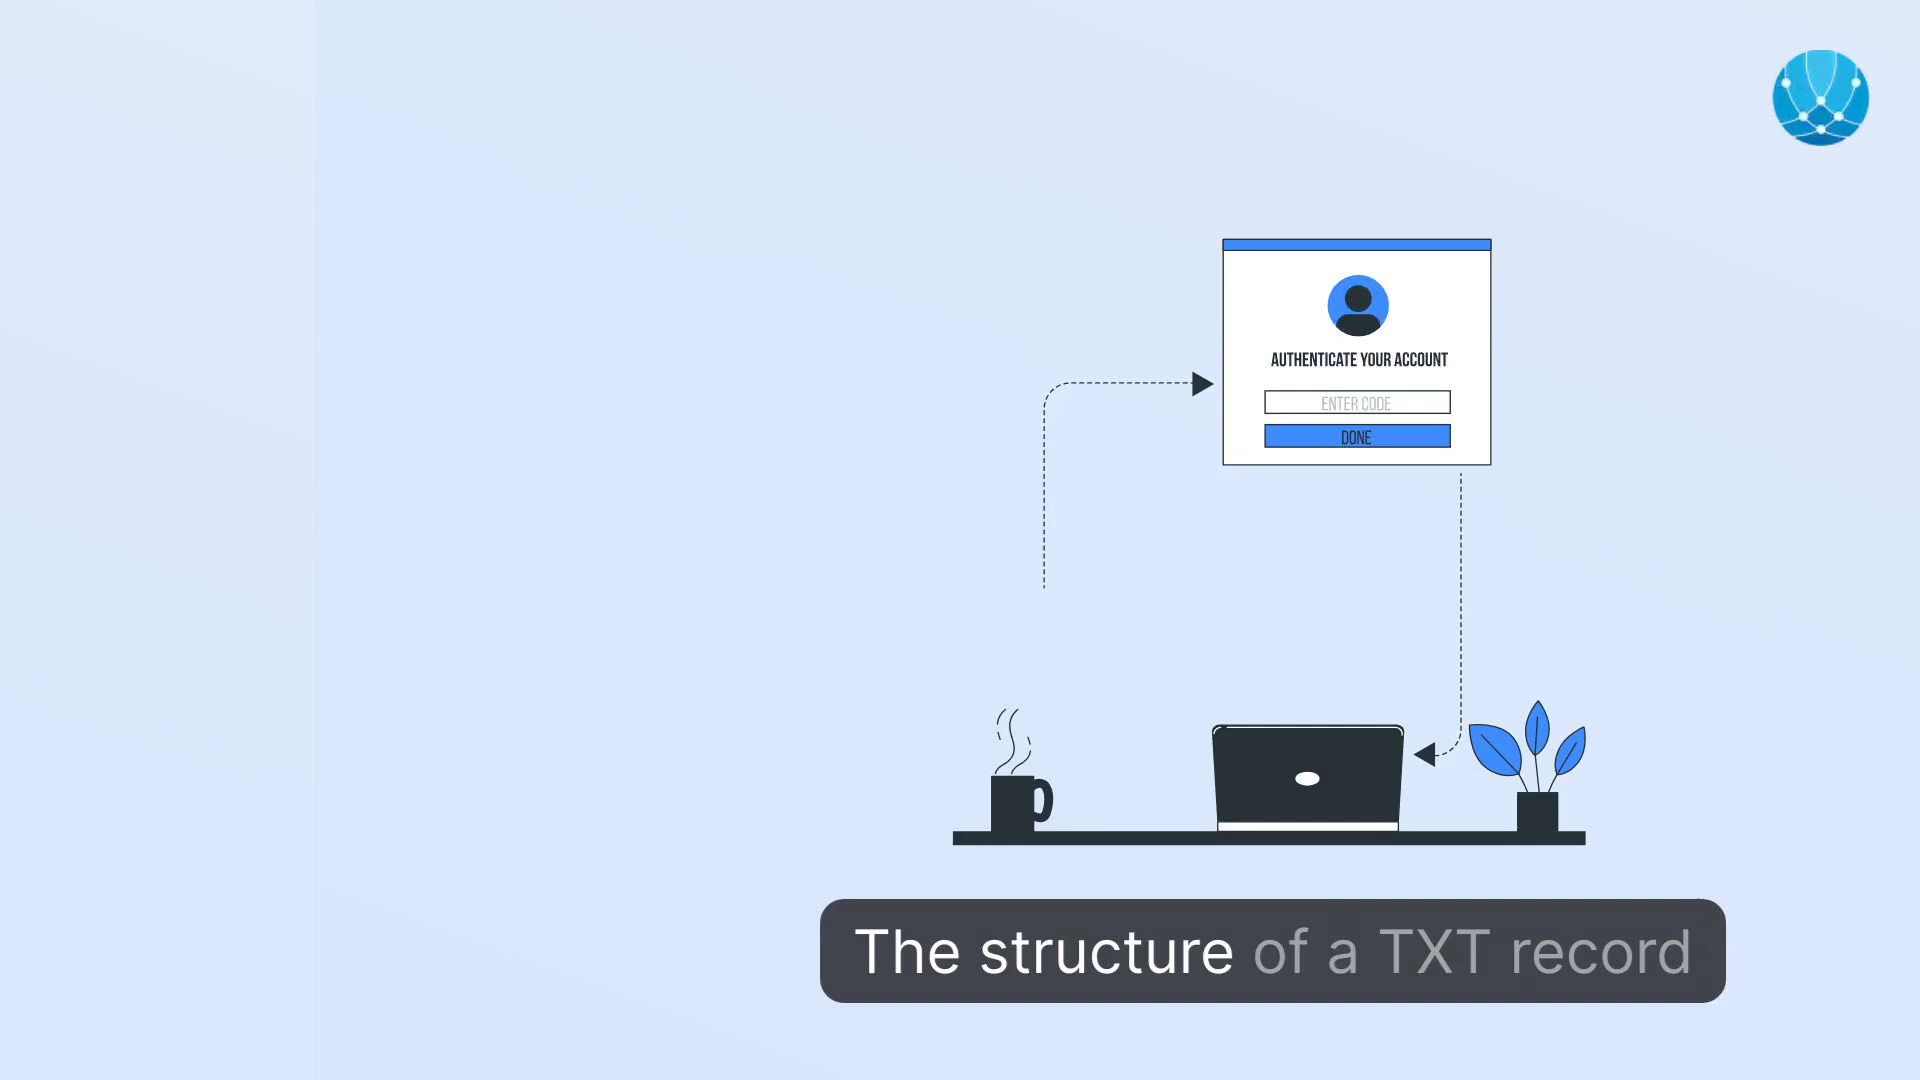 AUTHENTICATE YOUR ACCOUNT
ENTER CODE
DONE
The structure of a TXT record